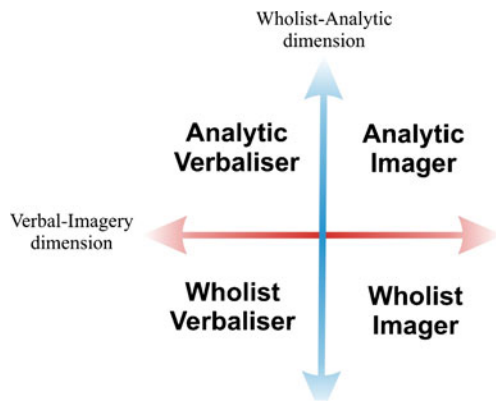 Wholist-Analytic
dimension
Analytic
Verbaliser
Analytic
Imager
Verbal-Imagery
dimension
Wholist
Verbaliser
Wholist
Imager